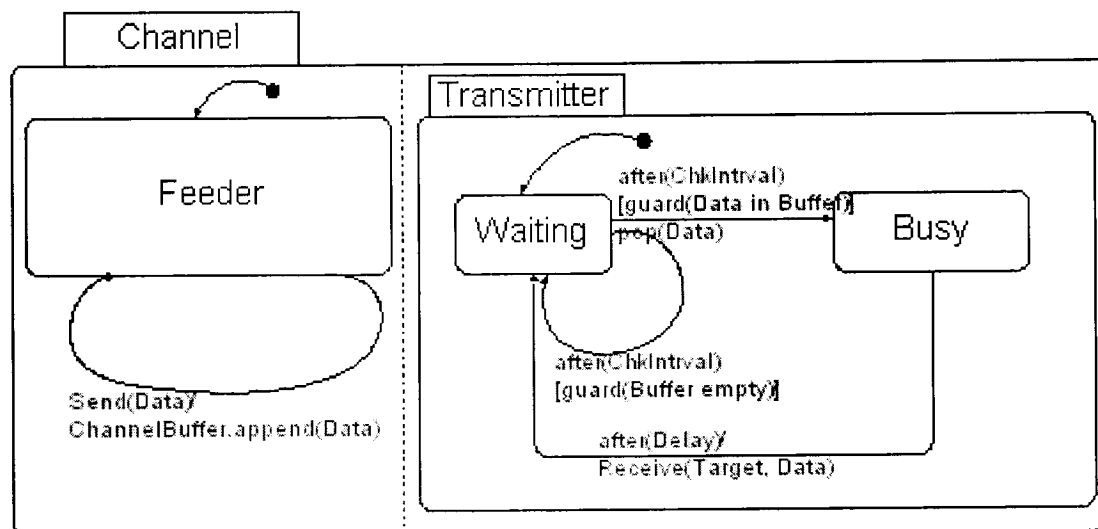 Channel
Transmitter
Feeder
after(ChkIntrval)
[guard(Data in Buffer)]
pop(Data)
Waiting
Busy
after(ChkIntrval)
[guard(Buffer empty)]
Send(Data)/
ChannelBuffer.append(Data)
after(Delay)/
Receive(Target, Data)